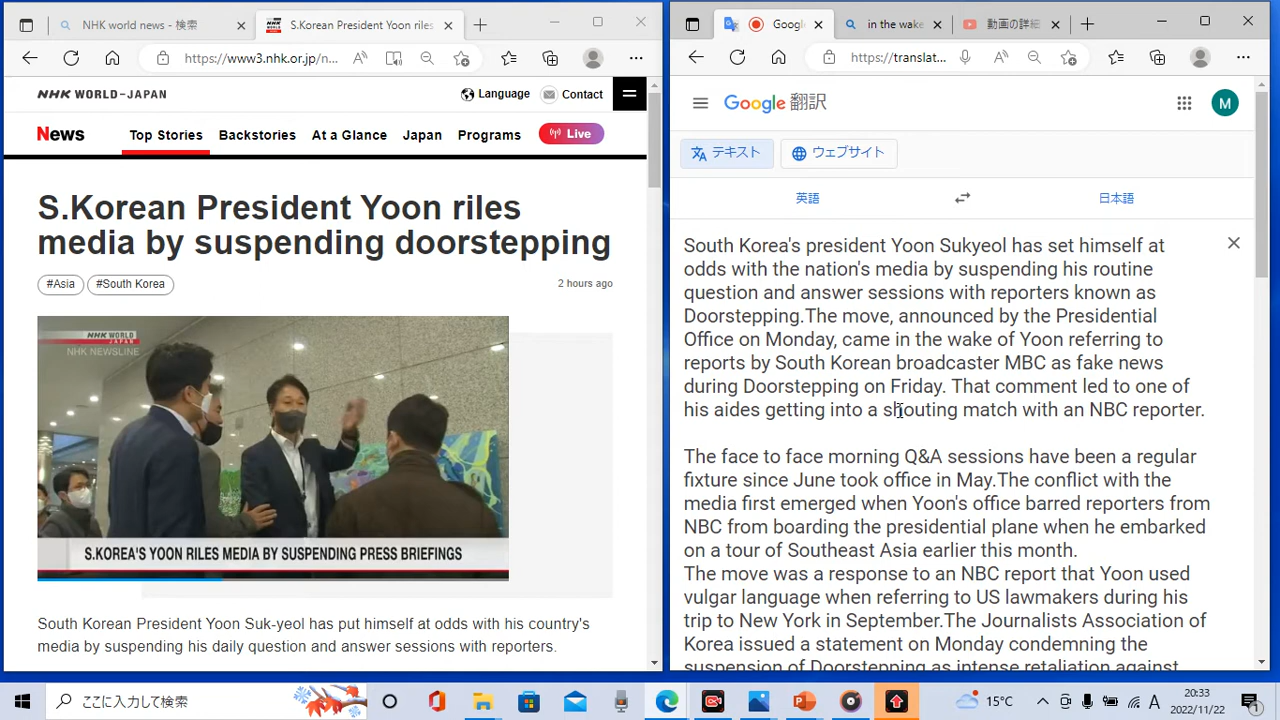 NHK world news - 検索
S.Korean President Yoon riles
https://www3.nhk.or.jp/n...
NHK WORLD-JAPAN
Language
Contact
News
Top Stories
Backstories
At a Glance
Japan
Programs
Live
S.Korean President Yoon riles
media by suspending doorstepping
#Asia
#South Korea
2 hours ago
NHK WORLD
JAPAN
NHK NEWSLINE
S.KOREA'S YOON RILES MEDIA BY SUSPENDING PRESS BRIEFINGS
South Korean President Yoon Suk-yeol has put himself at odds with his country's
media by suspending his daily question and answer sessions with reporters.
Googl
in the wake
動画の詳細
https://translat...
Google 翻訳
M
テキスト
ウェブサイト
英語
日本語
South Korea's president Yoon Sukyeol has set himself at
odds with the nation's media by suspending his routine
question and answer sessions with reporters known as
Doorstepping.The move, announced by the Presidential
Office on Monday, came in the wake of Yoon referring to
reports by South Korean broadcaster MBC as fake news
during Doorstepping on Friday. That comment led to one of
his aides getting into a shouting match with an NBC reporter.
The face to face morning Q&A sessions have been a regular
fixture since June took office in May.The conflict with the
media first emerged when Yoon's office barred reporters from
NBC from boarding the presidential plane when he embarked
on a tour of Southeast Asia earlier this month.
The move was a response to an NBC report that Yoon used
vulgar language when referring to US lawmakers during his
trip to New York in September.The Journalists Association of
Korea issued a statement on Monday condemning the
suspension of Doorstepping as intense retaliation against
ここに入力して検索
15°C
A
20:33
2022/11/22
1